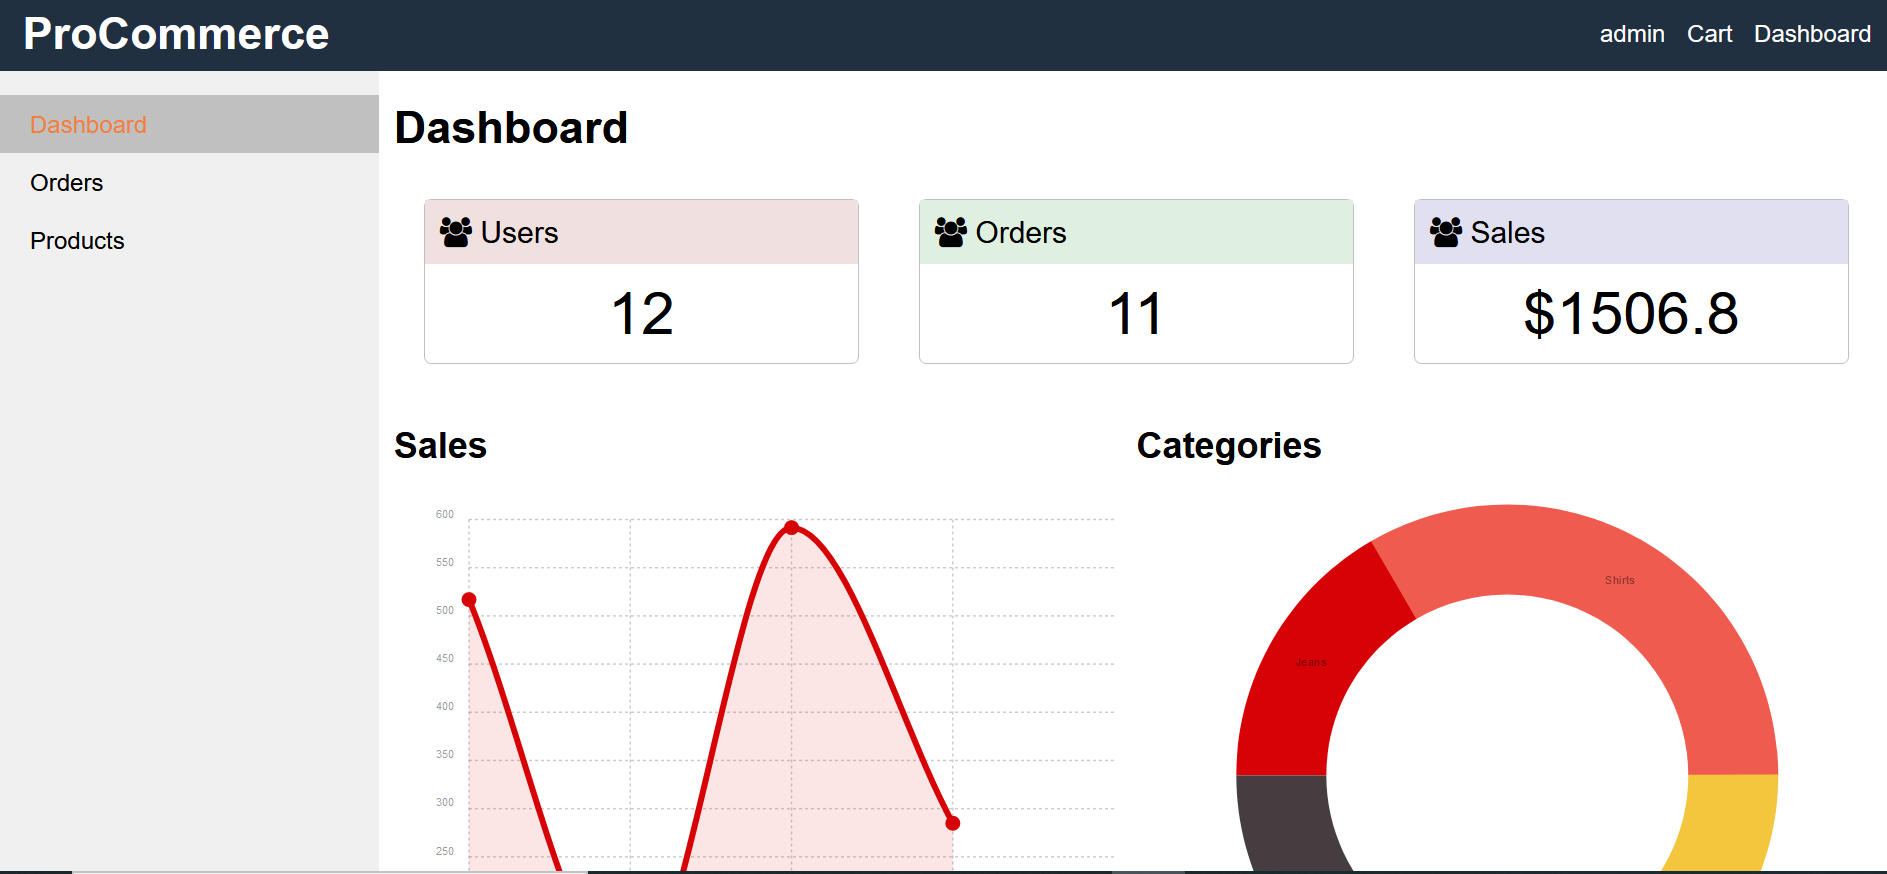 ProCommerce
admin Cart Dashboard
Dashboard
Orders
Products
Dashboard
Users
12
Orders
11
Sales
$1506.8
Sales
600
550
500
450
400
350
300
250
Categories
Shirts
Jeans